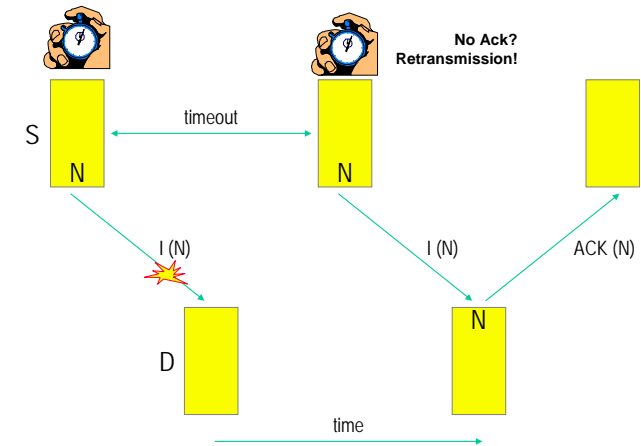 No Ack?
Retransmission!
timeout
S
N
N
I (N)
I (N)
ACK (N)
N
D
time